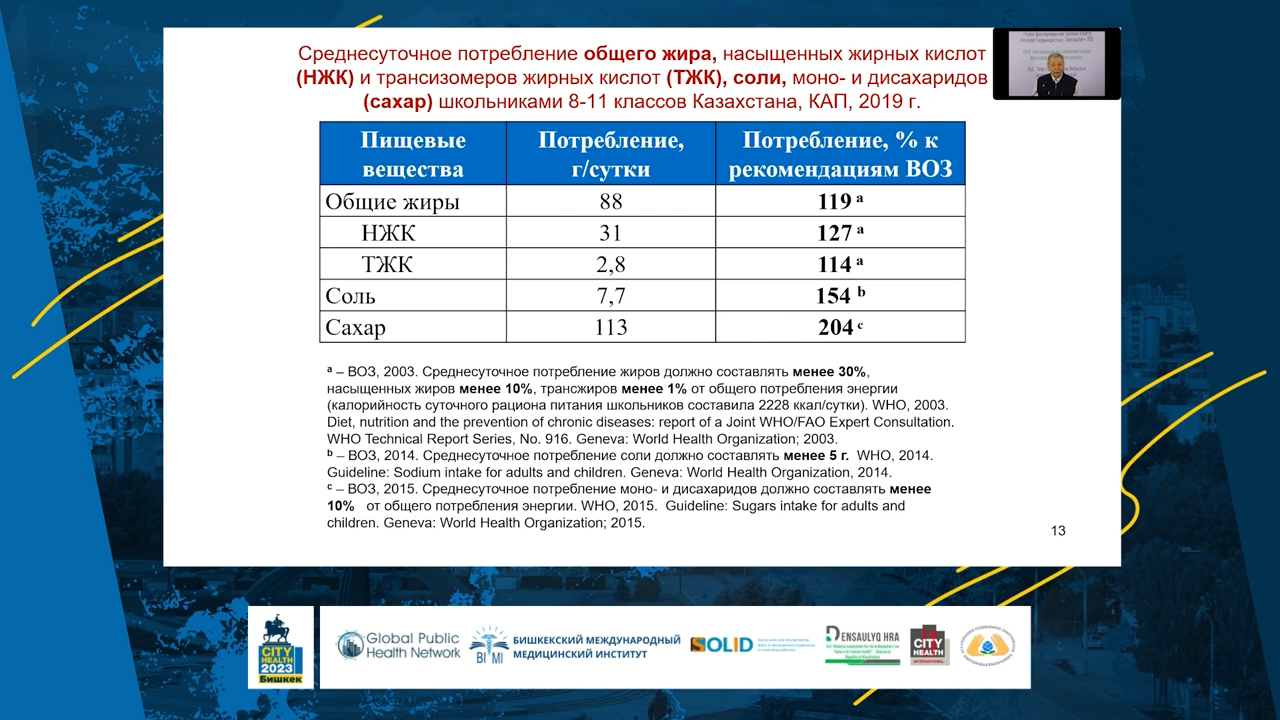 Среднесуточное потребление общего жира, насыщенных жирных кислот
(НЖК) и трансизомеров жирных кислот (ТЖК), соли, моно- и дисахаридов
(сахар) школьниками 8-11 классов Казахстана, КАП, 2019 г.
Пищевые вещества
Потребление, г/сутки
Потребление, % к рекомендациям ВОЗ
Общие жиры 88 119 a
НЖК 31 127 a
ТЖК 2,8 114 a
Соль 7,7 154 b
Сахар 113 204 c
a – ВОЗ, 2003. Среднесуточное потребление жиров должно составлять менее 30%,
насыщенных жиров менее 10%, трансжиров менее 1% от общего потребления энергии
(калорийность суточного рациона питания школьников составила 2228 ккал/сутки). WHO, 2003.
Diet, nutrition and the prevention of chronic diseases: report of a Joint WHO/FAO Expert Consultation.
WHO Technical Report Series, No. 916. Geneva: World Health Organization; 2003.
b – ВОЗ, 2014. Среднесуточное потребление соли должно составлять менее 5 г. WHO, 2014.
Guideline: Sodium intake for adults and children. Geneva: World Health Organization, 2014.
c – ВОЗ, 2015. Среднесуточное потребление моно- и дисахаридов должно составлять менее
10% от общего потребления энергии. WHO, 2015. Guideline: Sugars intake for adults and
children. Geneva: World Health Organization; 2015.
13
CITY
HEALTH
2023
Бишкек
Global Public
Health Network
BIMI
БИШКЕКСКИЙ МЕЖДУНАРОДНЫЙ
МЕДИЦИНСКИЙ ИНСТИТУТ
SOLID
DENSAULYQ HRA
CITY
HEALTH
INTERNATIONAL